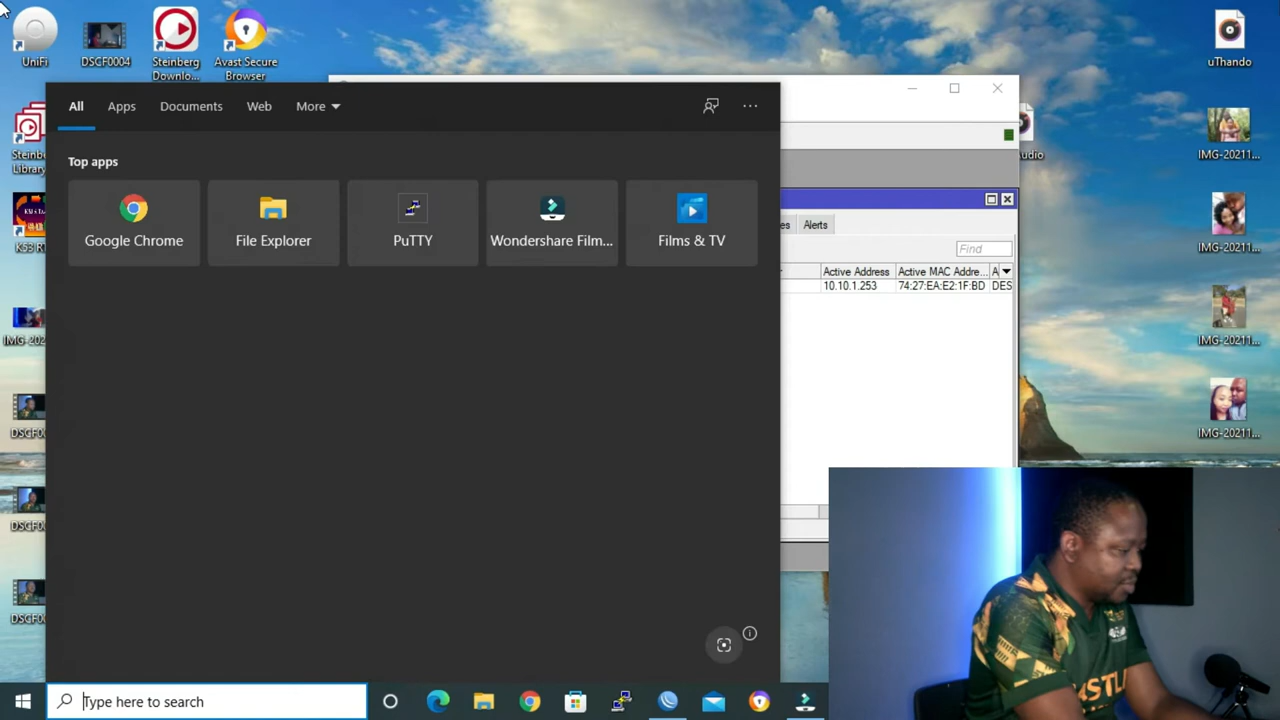 UniFi
DSCF0004
Steinberg
Downlo...
Avast Secure
Browser
uThando
All
Apps
Documents
Web
More
Top apps
Google Chrome
File Explorer
PuTTY
Wondershare Film...
Films & TV
Alerts
Find
Active Address
Active MAC Addre...
A
10.10.1.253
74:27:EA:E2:1F:BD
DES
IMG-20211...
IMG-20211...
IMG-20211...
IMG-20211...
Type here to search